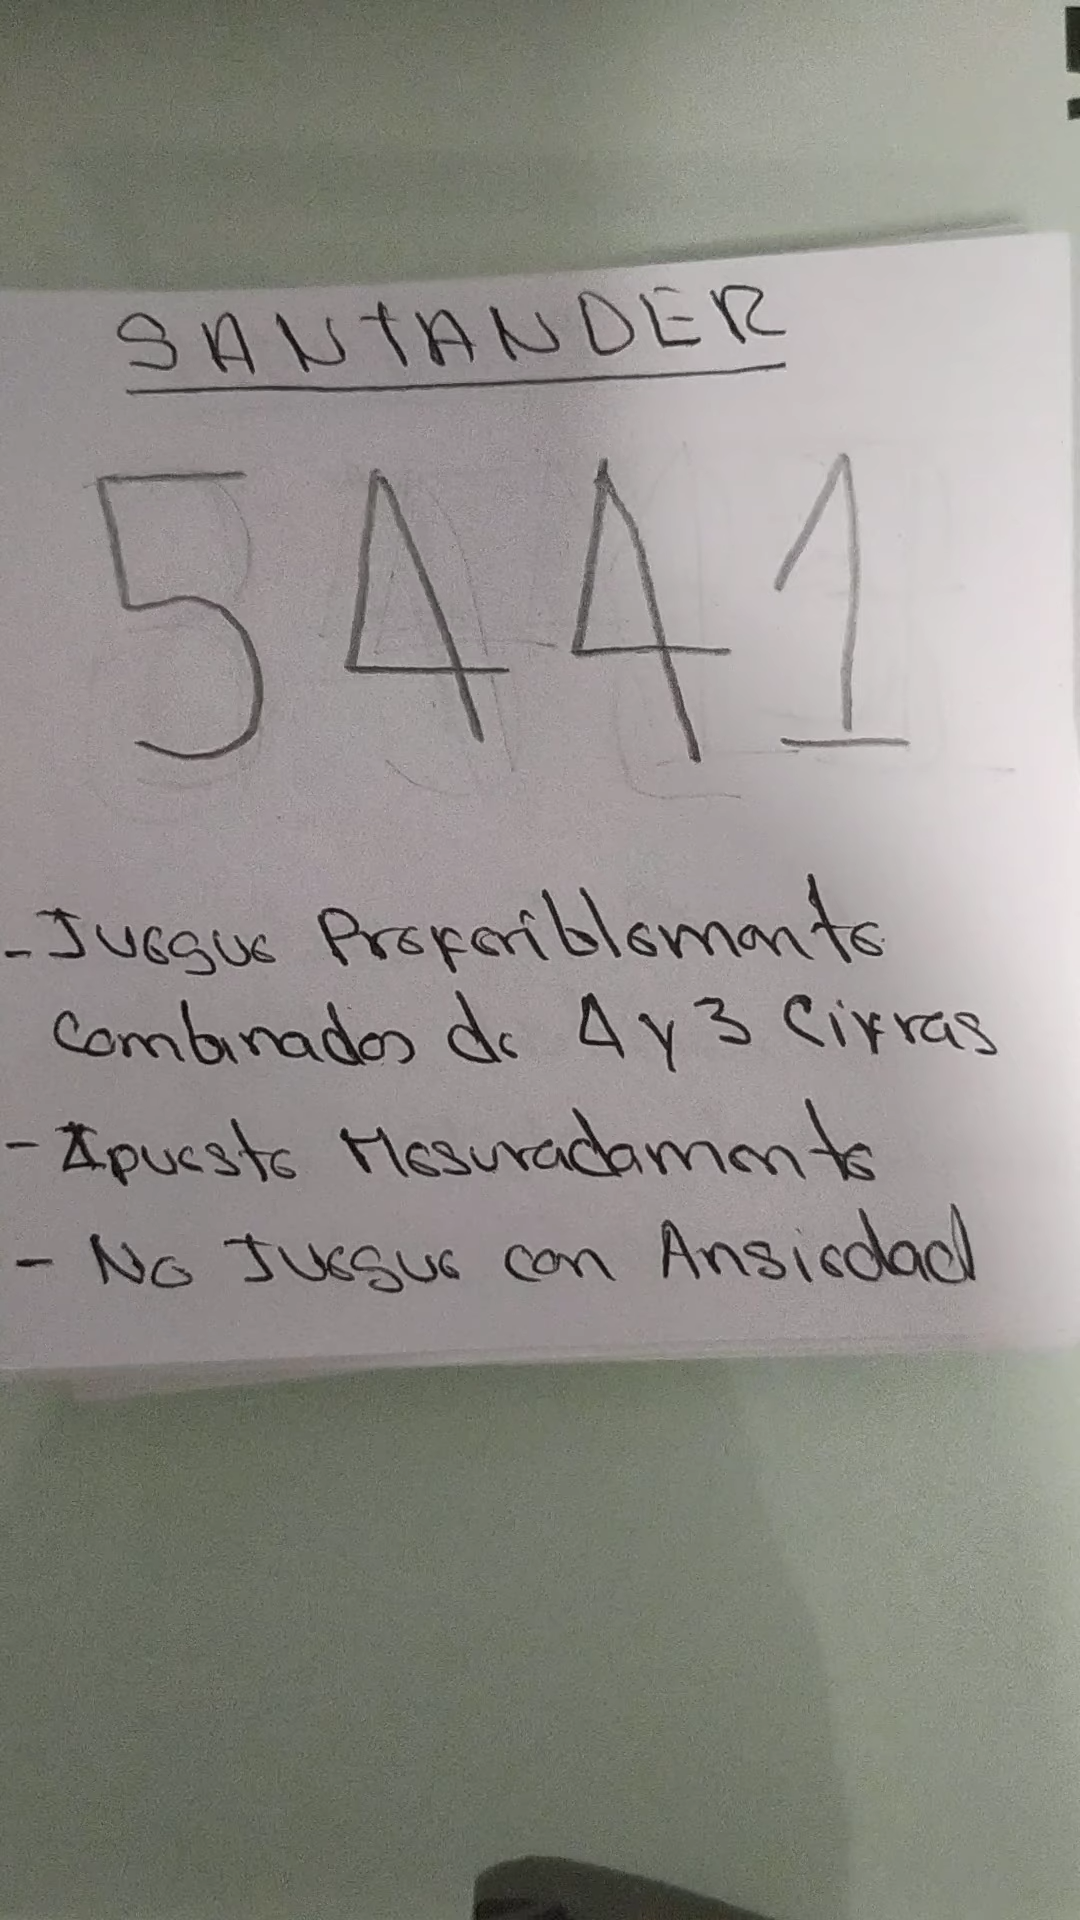 SANTANDER
5441
- Juegue Preferiblemente
Combinados de 4 y 3 Cifras
- Apueste Mesuradamente
- No Juegue con Ansiedad